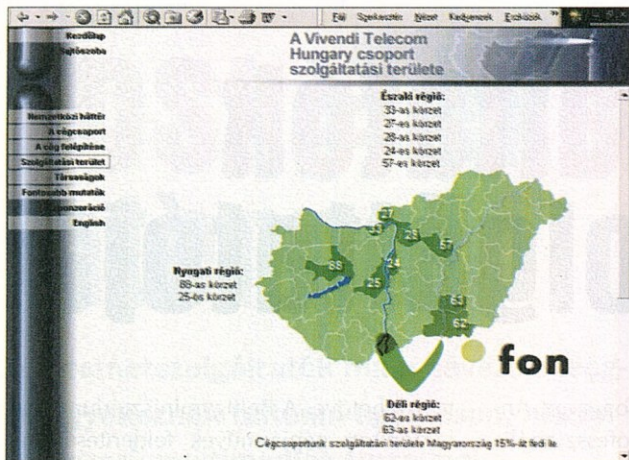 Fájl Szerkesztés Nézet Kedvencek Eszközök »
Kezdőlap
Sajtószoba
A Vivendi Telecom
Hungary csoport
szolgáltatási területe
Nemzetközi háttér
A cégcsoport
A cég felépítése
Szolgáltatási terület
Társaságok
Fontosabb mutatók
Szponzoráció
English
Északi régió:
33-as körzet
27-es körzet
28-as körzet
24-es körzet
57-es körzet
27
33
28
57
88
24
25
63
62
Nyugati régió:
88-as körzet
25-ös körzet
fon
Déli régió:
62-es körzet
63-as körzet
Cégcsoportunk szolgáltatási területe Magyarország 15%-át fedi le.